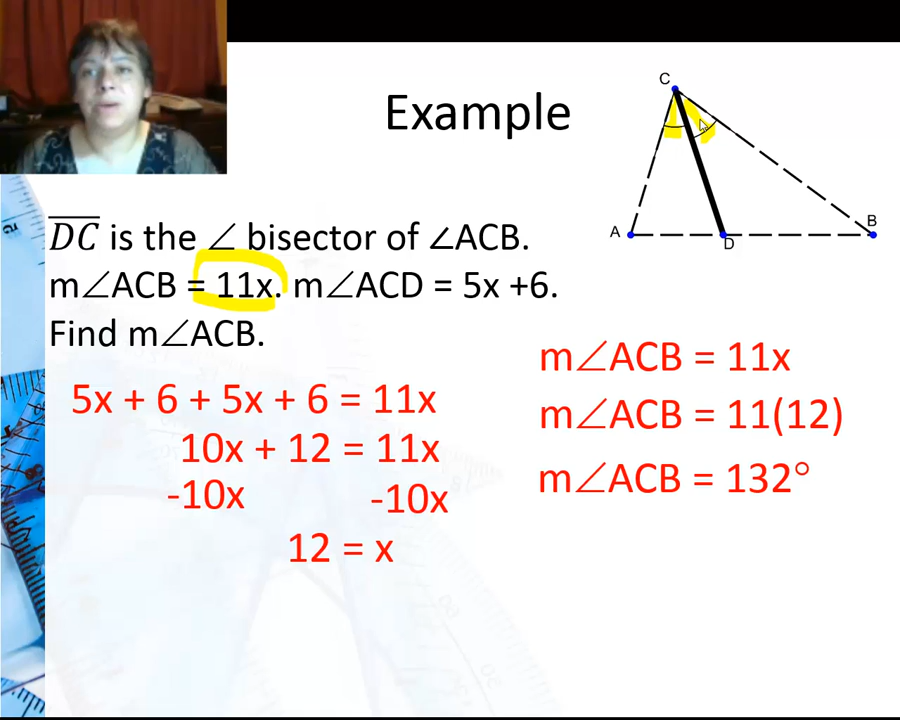 Example
C
A
D
B
DC is the ∠ bisector of ∠ACB.
m∠ACB = 11x. m∠ACD = 5x +6.
Find m∠ACB.
5x + 6 + 5x + 6 = 11x
10x + 12 = 11x
-10x -10x
12 = x
m∠ACB = 11x
m∠ACB = 11(12)
m∠ACB = 132°